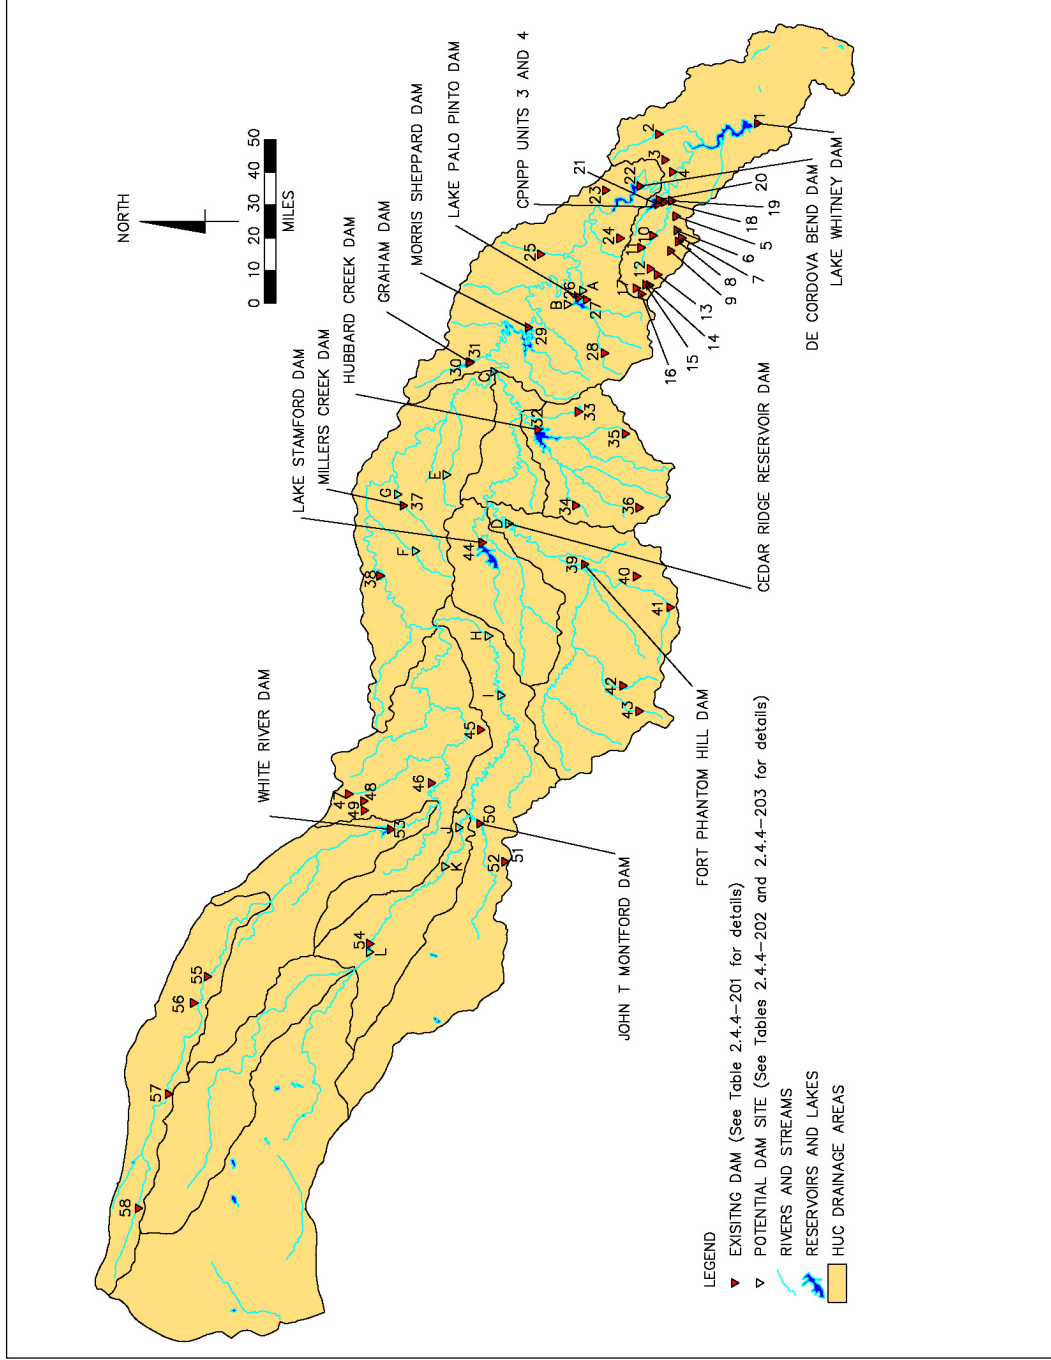 NORTH
0 10 20 30 40 50
MILES
WHITE RIVER DAM
LAKE STAMFORD DAM
MILLERS CREEK DAM
HUBBARD CREEK DAM
GRAHAM DAM
MORRIS SHEPPARD DAM
LAKE PALO PINTO DAM
CPNPP UNITS 3 AND 4
DE CORDOVA BEND DAM
LAKE WHITNEY DAM
CEDAR RIDGE RESERVOIR DAM
FORT PHANTOM HILL DAM
JOHN T MONTFORD DAM
58
57
56
55
54
L
53
52
51
50
K
J
49
48
47
46
45
I
H
44
43
42
41
40
39
38
F
G
37
E
D
36
35
34
33
32
C
30
31
29
28
27
26
B
A
25
24
23
22
21
20
19
18
17
16
15
14
13
12
11
10
9
8
7
6
5
4
3
2
1
LEGEND
EXISITNG DAM (See Table 2.4.4-201 for details)
POTENTIAL DAM SITE (See Tables 2.4.4-202 and 2.4.4-203 for details)
RIVERS AND STREAMS
RESERVOIRS AND LAKES
HUC DRAINAGE AREAS